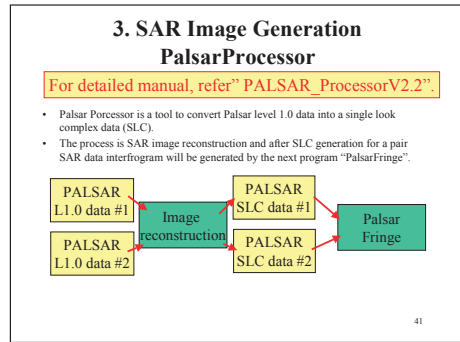 3. SAR Image Generation
PalsarProcessor
For detailed manual, refer” PALSAR_ProcessorV2.2”.
• Palsar Porcessor is a tool to convert Palsar level 1.0 data into a single look
complex data (SLC).
• The process is SAR image reconstruction and after SLC generation for a pair
SAR data interfrogram will be generated by the next program “PalsarFringe”.
PALSAR
L1.0 data #1
PALSAR
L1.0 data #2
Image
reconstruction
PALSAR
SLC data #1
PALSAR
SLC data #2
Palsar
Fringe
41